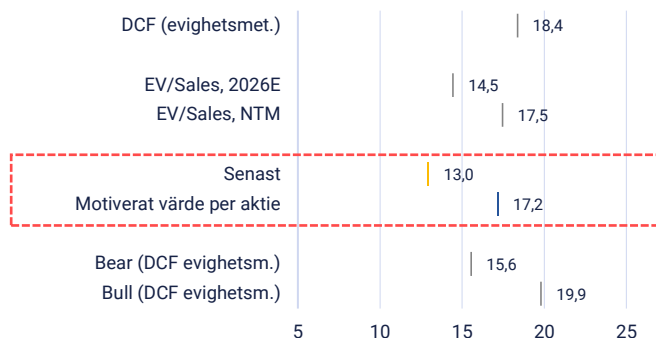 DCF (evighetsmet.) 18,4
EV/Sales, 2026E 14,5
EV/Sales, NTM 17,5
Senast 13,0
Motiverat värde per aktie 17,2
Bear (DCF evighetsm.) 15,6
Bull (DCF evighetsm.) 19,9
5 10 15 20 25